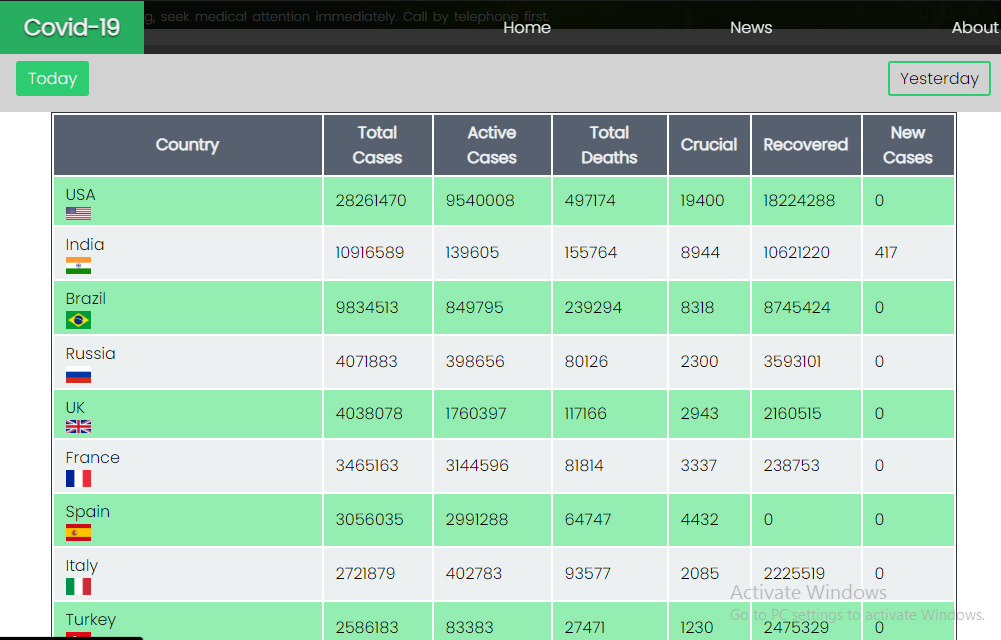 g, seek medical attention immediately. Call by telephone first.
Covid-19 Home News About
Today Yesterday
Country Total Cases Active Cases Total Deaths Crucial Recovered New Cases
USA 28261470 9540008 497174 19400 18224288 0
India 10916589 139605 155764 8944 10621220 417
Brazil 9834513 849795 239294 8318 8745424 0
Russia 4071883 398656 80126 2300 3593101 0
UK 4038078 1760397 117166 2943 2160515 0
France 3465163 3144596 81814 3337 238753 0
Spain 3056035 2991288 64747 4432 0 0
Italy 2721879 402783 93577 2085 2225519 0
Activate Windows
Go to PC settings to activate Windows.
Turkey 2586183 83383 27471 1230 2475329 0